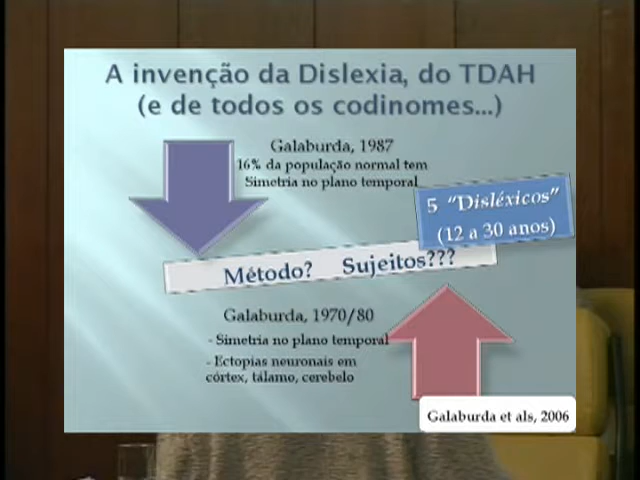 A invenção da Dislexia, do TDAH
(e de todos os codinomes...)
Galaburda, 1987
16% da população normal tem
Simetria no plano temporal
5 “Disléxicos”
(12 a 30 anos)
Método? Sujeitos???
Galaburda, 1970/80
- Simetria no plano temporal
- Ectopias neuronais em
córtex, tálamo, cerebelo
Galaburda et als, 2006